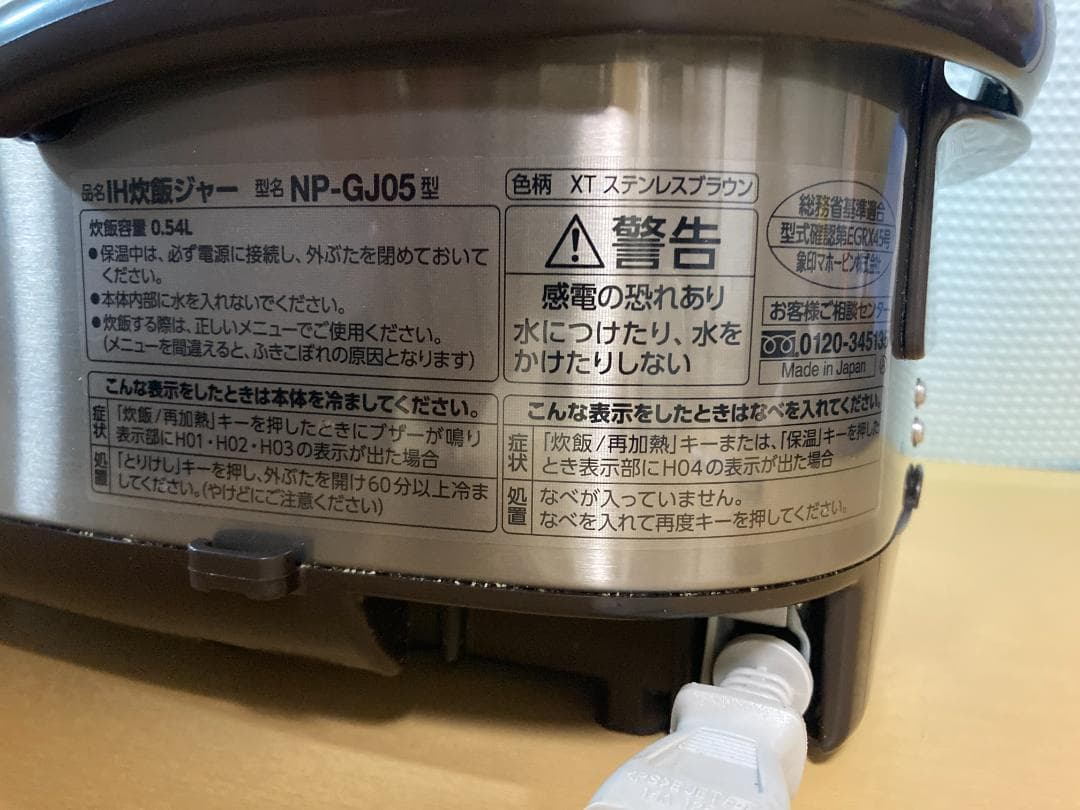 品名 IH炊飯ジャー 型名 NP-GJ05 型
炊飯容量 0.54L
●保温中は、必ず電源に接続し、外ぶたを閉めておいて
ください。
●本体内部に水を入れないでください。
●炊飯する際は、正しいメニューでご使用ください。
(メニューを間違えると、ふきこぼれの原因となります)
色柄 XT ステンレスブラウン
警告
感電の恐れあり
水につけたり、水を
かけたりしない
総務省基準適合
型式確認第EGRX45号
象印マホービン株式会社
お客様ご相談センター
0120-345135
Made in Japan
こんな表示をしたときは本体を冷ましてください。
症状
「炊飯/再加熱」キーを押したときにブザーが鳴り
表示部にH01・H02・H03の表示が出た場合
処置
「とりけし」キーを押し、外ぶたを開け60分以上冷ま
してください。(やけどにご注意ください)
こんな表示をしたときはなべを入れてください。
症状
「炊飯/再加熱」キーまたは、「保温」キーを押した
とき表示部にH04の表示が出た場合
処置
なべが入っていません。
なべを入れて再度キーを押してください。